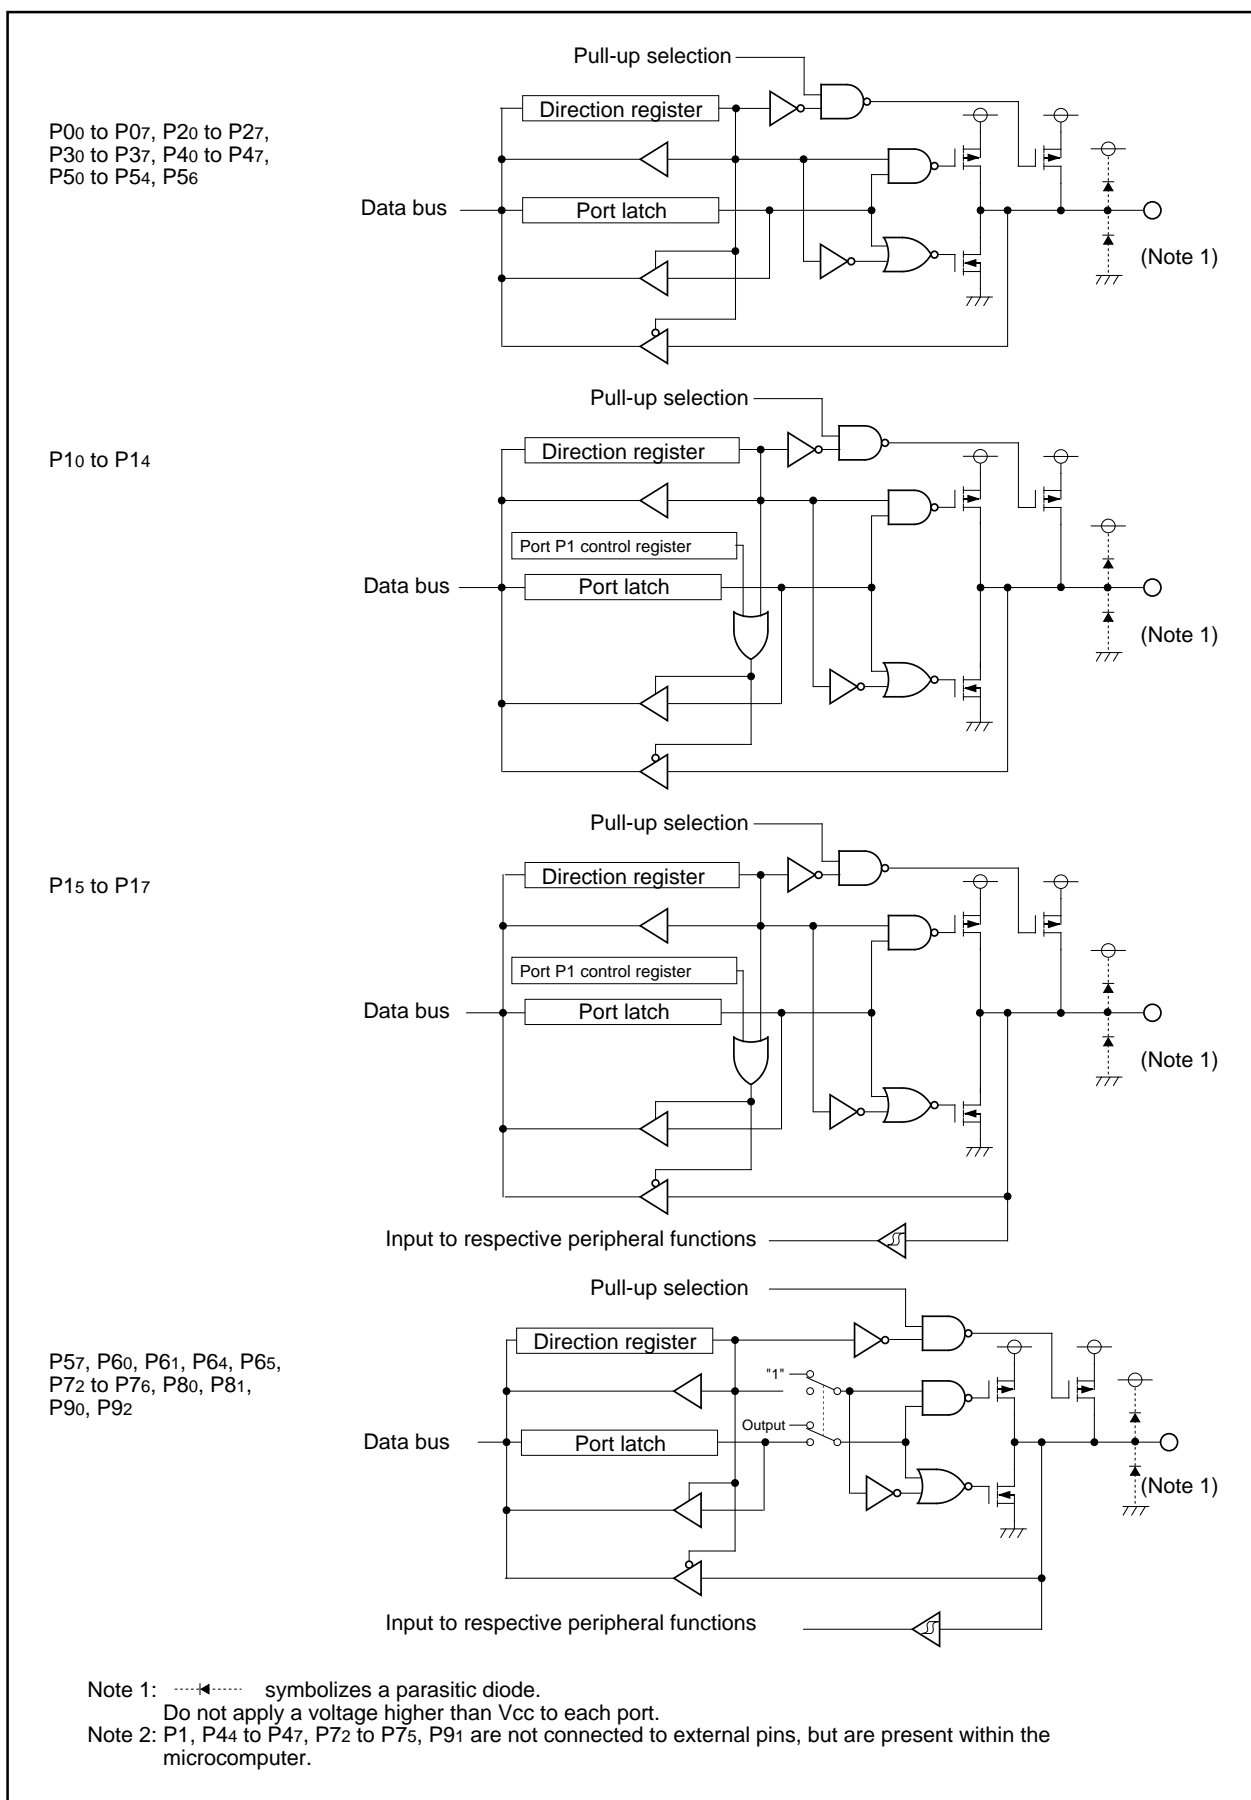 Pull-up selection
Direction register
P00 to P07, P20 to P27,
P30 to P37, P40 to P47,
P50 to P54, P56
Data bus
Port latch
(Note 1)
Pull-up selection
Direction register
P10 to P14
Port P1 control register
Data bus
Port latch
(Note 1)
Pull-up selection
Direction register
P15 to P17
Port P1 control register
Data bus
Port latch
(Note 1)
Input to respective peripheral functions
Pull-up selection
Direction register
P57, P60, P61, P64, P65,
P72 to P76, P80, P81,
P90, P92
"1"
Output
Data bus
Port latch
(Note 1)
Input to respective peripheral functions
Note 1: symbolizes a parasitic diode.
Do not apply a voltage higher than Vcc to each port.
Note 2: P1, P44 to P47, P72 to P75, P91 are not connected to external pins, but are present within the
microcomputer.